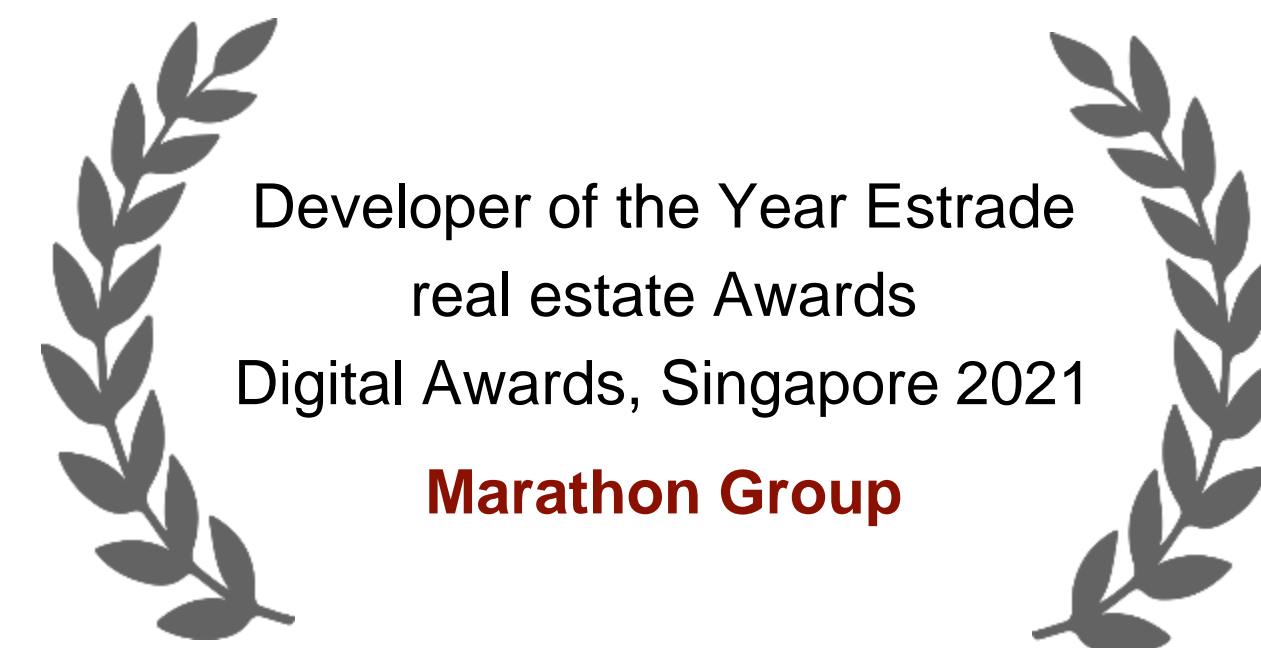 Developer of the Year Estrade
real estate Awards
Digital Awards, Singapore 2021
Marathon Group